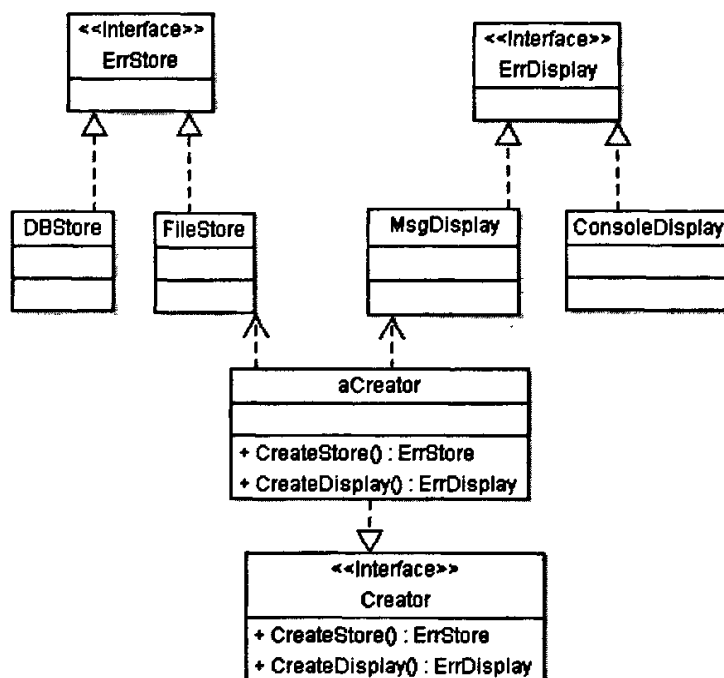 <<Interface>>
ErrStore
<<Interface>>
ErrDisplay
DBStore
FileStore
MsgDisplay
ConsoleDisplay
aCreator
+ CreateStore() : ErrStore
+ CreateDisplay() : ErrDisplay
<<Interface>>
Creator
+ CreateStore() : ErrStore
+ CreateDisplay() : ErrDisplay